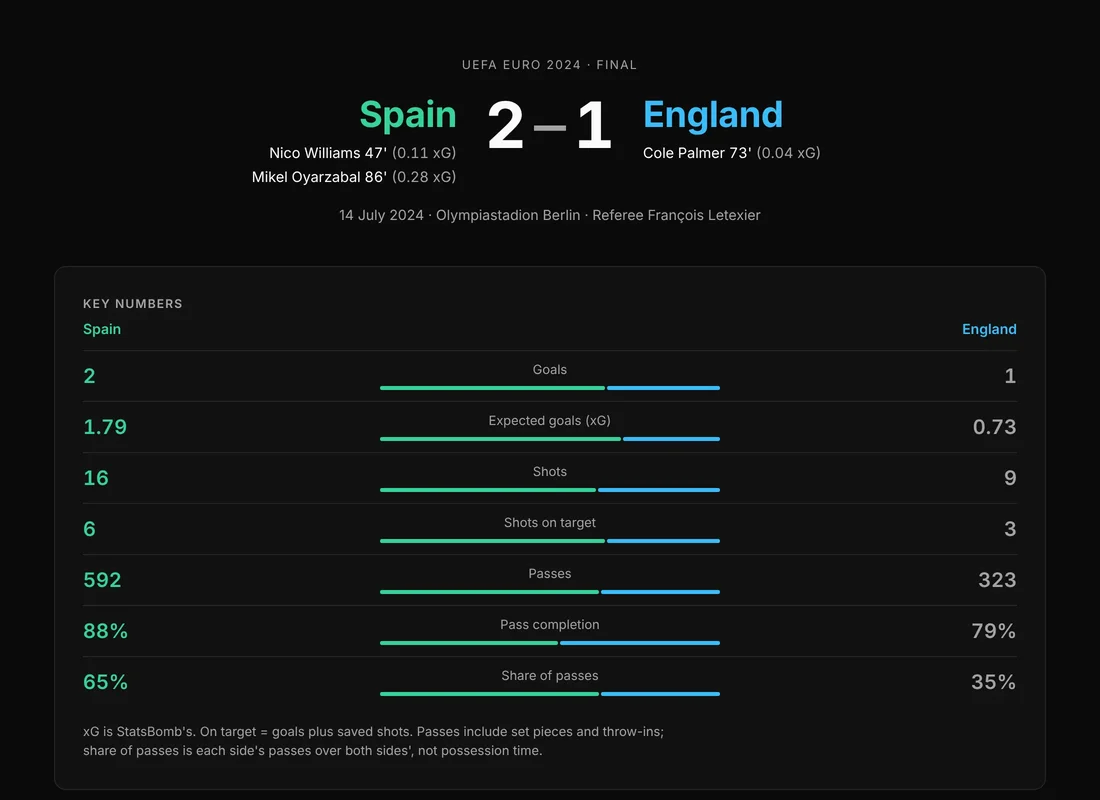 UEFA EURO 2024 · FINAL
Spain 2–1 England
Nico Williams 47' (0.11 xG)
Mikel Oyarzabal 86' (0.28 xG)
Cole Palmer 73' (0.04 xG)
14 July 2024 · Olympiastadion Berlin · Referee François Letexier
KEY NUMBERS
Spain England
2 Goals 1
1.79 Expected goals (xG) 0.73
16 Shots 9
6 Shots on target 3
592 Passes 323
88% Pass completion 79%
65% Share of passes 35%
xG is StatsBomb's. On target = goals plus saved shots. Passes include set pieces and throw-ins;
share of passes is each side's passes over both sides', not possession time.